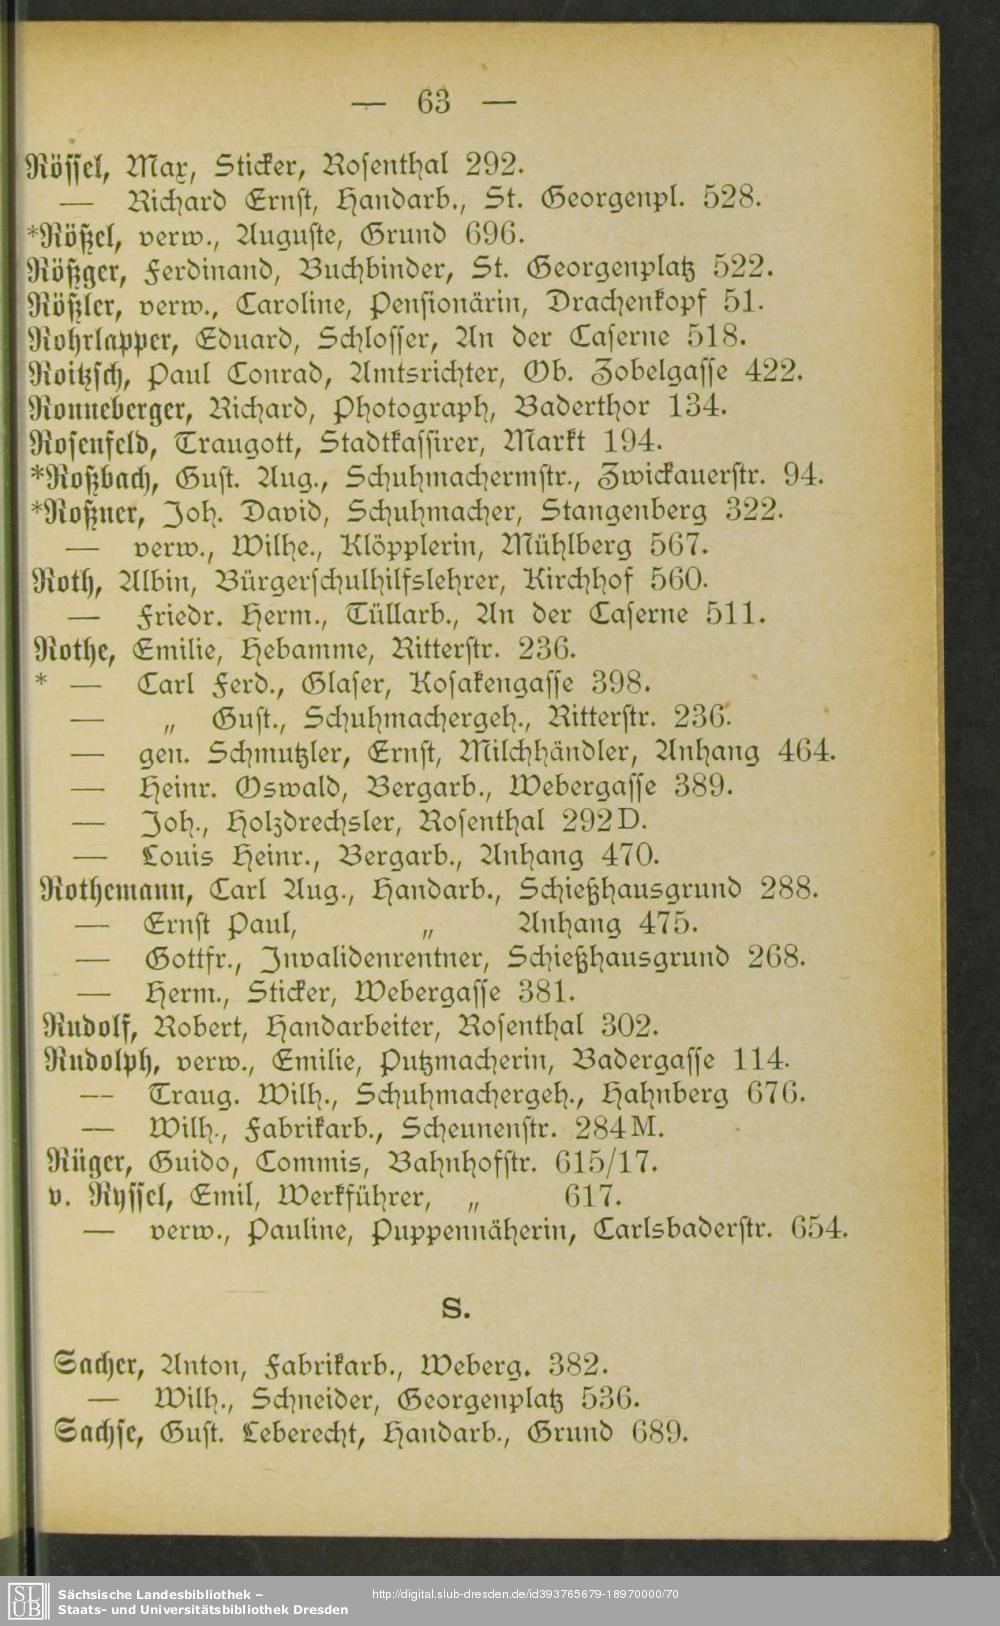 — 63 —
Rössel, Max, Sticker, Rosenthal 292.
— Richard Ernst, Handarb., St. Georgenpl. 528.
*Rößel, verw., Auguste, Grund 696.
Rößger, Ferdinand, Buchbinder, St. Georgenplatz 522.
Rößler, verw., Caroline, Pensionärin, Drachenkopf 51.
Rohrlapper, Eduard, Schlosser, An der Caserne 518.
Roitzsch, Paul Conrad, Amtsrichter, Ob. Zobelgasse 422.
Ronneberger, Richard, Photograph, Baderthor 134.
Rosenfeld, Traugott, Stadtkassirer, Markt 194.
*Roßbach, Gust. Aug., Schuhmachermstr., Zwickauerstr. 94.
*Roßner, Joh. David, Schuhmacher, Stangenberg 322.
— verw., Wilhe., Klöpplerin, Mühlberg 567.
Roth, Albin, Bürgerschulhilfslehrer, Kirchhof 560.
— Friedr. Herm., Tüllarb., An der Caserne 511.
Rothe, Emilie, Hebamme, Ritterstr. 236.
* — Carl Ferd., Glaser, Kosakengasse 398.
— „ Gust., Schuhmachergeh., Ritterstr. 236.
— gen. Schmutzler, Ernst, Milchhändler, Anhang 464.
— Heinr. Oswald, Bergarb., Webergasse 389.
— Joh., Holzdrechsler, Rosenthal 292D.
— Louis Heinr., Bergarb., Anhang 470.
Rothemann, Carl Aug., Handarb., Schießhausgrund 288.
— Ernst Paul, „ Anhang 475.
— Gottfr., Invalidenrentner, Schießhausgrund 268.
— Herm., Sticker, Webergasse 381.
Rudolf, Robert, Handarbeiter, Rosenthal 302.
Rudolph, verw., Emilie, Putzmacherin, Badergasse 114.
— Traug. Wilh., Schuhmachergeh., Hahnberg 676.
— Wilh., Fabrikarb., Scheunenstr. 284M.
Rüger, Guido, Commis, Bahnhofstr. 615/17.
v. Ryssel, Emil, Werkführer, „ 617.
— verw., Pauline, Puppennäherin, Carlsbaderstr. 654.
S.
Sacher, Anton, Fabrikarb., Weberg. 382.
— Wilh., Schneider, Georgenplatz 536.
Sachse, Gust. Leberecht, Handarb., Grund 689.
SLUB Sächsische Landesbibliothek –
Staats- und Universitätsbibliothek Dresden
http://digital.slub-dresden.de/id393765679-18970000/70